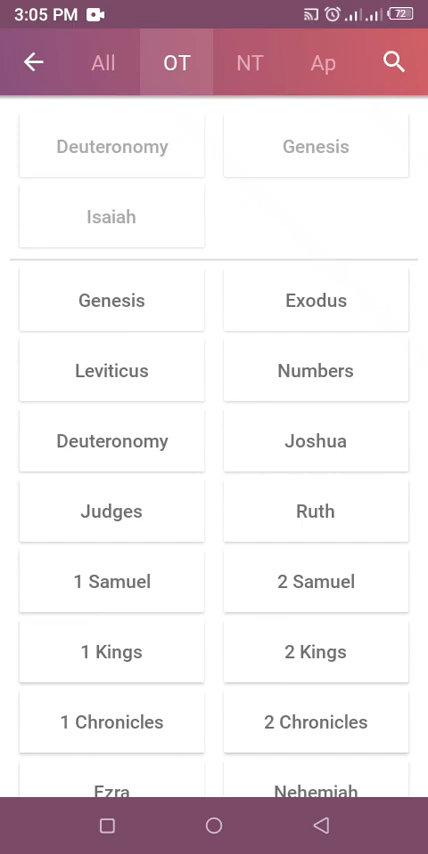 3:05 PM 72
All OT NT Ap
Deuteronomy Genesis
Isaiah
Genesis Exodus
Leviticus Numbers
Deuteronomy Joshua
Judges Ruth
1 Samuel 2 Samuel
1 Kings 2 Kings
1 Chronicles 2 Chronicles
Ezra Nehemiah